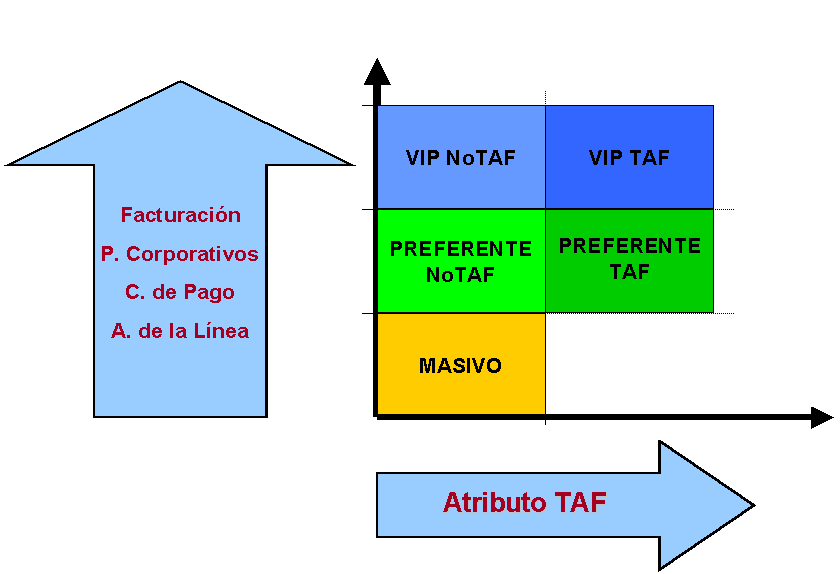 Facturación
P. Corporativos
C. de Pago
A. de la Línea
VIP NoTAF
VIP TAF
PREFERENTE
NoTAF
PREFERENTE
TAF
MASIVO
Atributo TAF